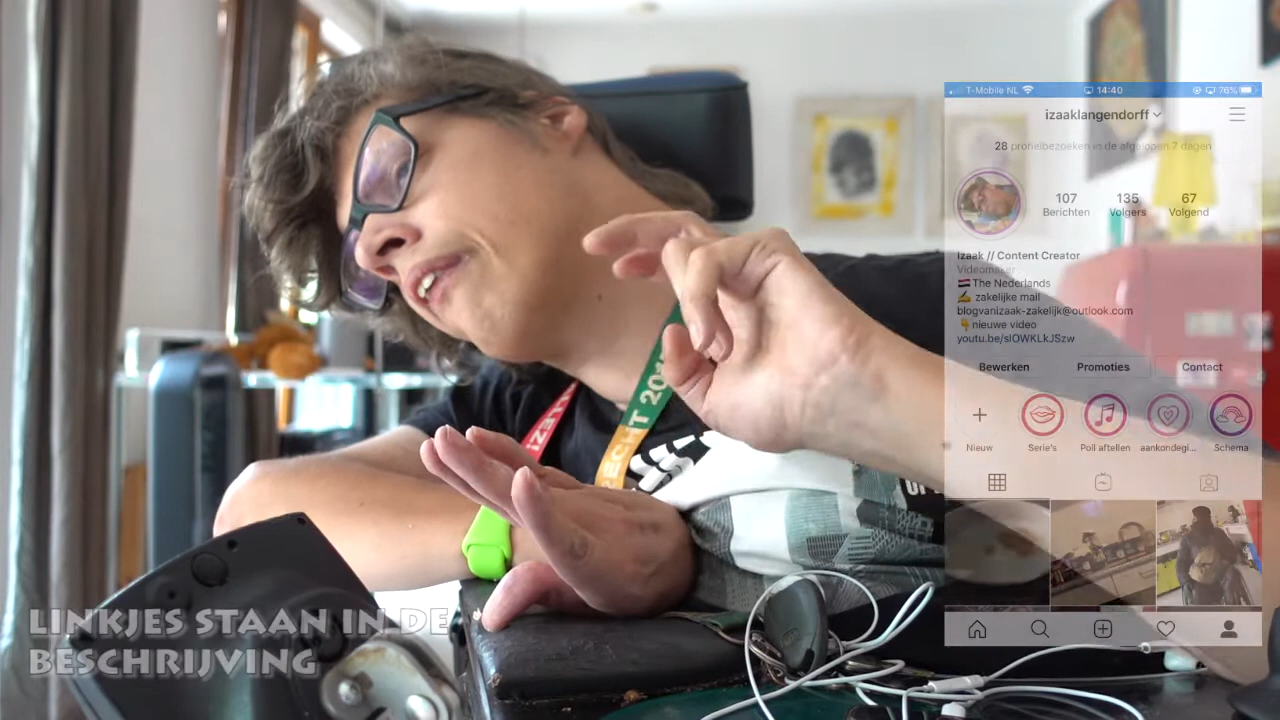 T-Mobile NL 14:40 76%
izaaklangendorff
28 profielbezoeken in de afgelopen 7 dagen
107 135 67
Berichten Volgers Volgend
Izaak // Content Creator
Videomaker
The Nederlands
zakelijke mail
blogvanizaak-zakelijk@outlook.com
nieuwe video
youtu.be/sIOWKLkJSzw
Bewerken Promoties Contact
Nieuw Serie's Poll aftellen aankondegi... Schema
LINKJES STAAN IN DE
BESCHRIJVING